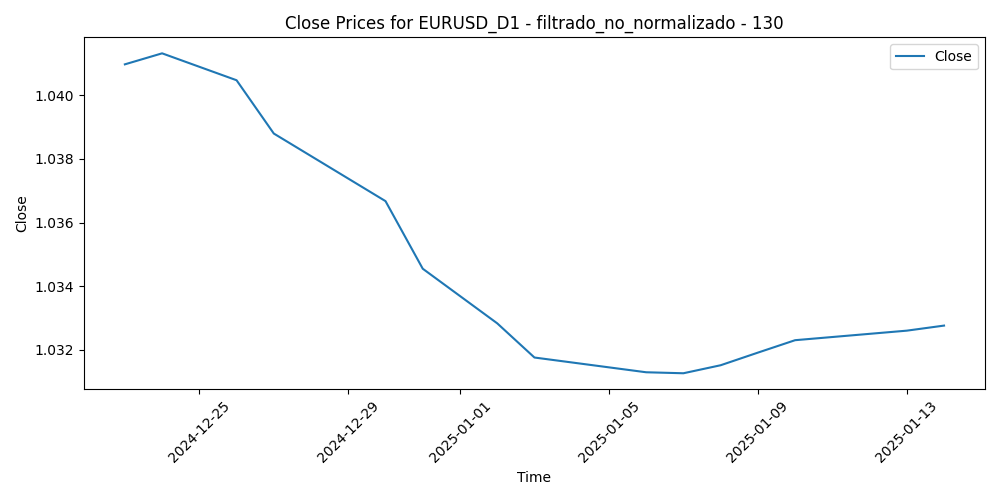 Close Prices for EURUSD_D1 - filtrado_no_normalizado - 130
Close
1.040
1.038
1.036
1.034
1.032
Close
2024-12-25
2024-12-29
2025-01-01
2025-01-05
2025-01-09
2025-01-13
Time